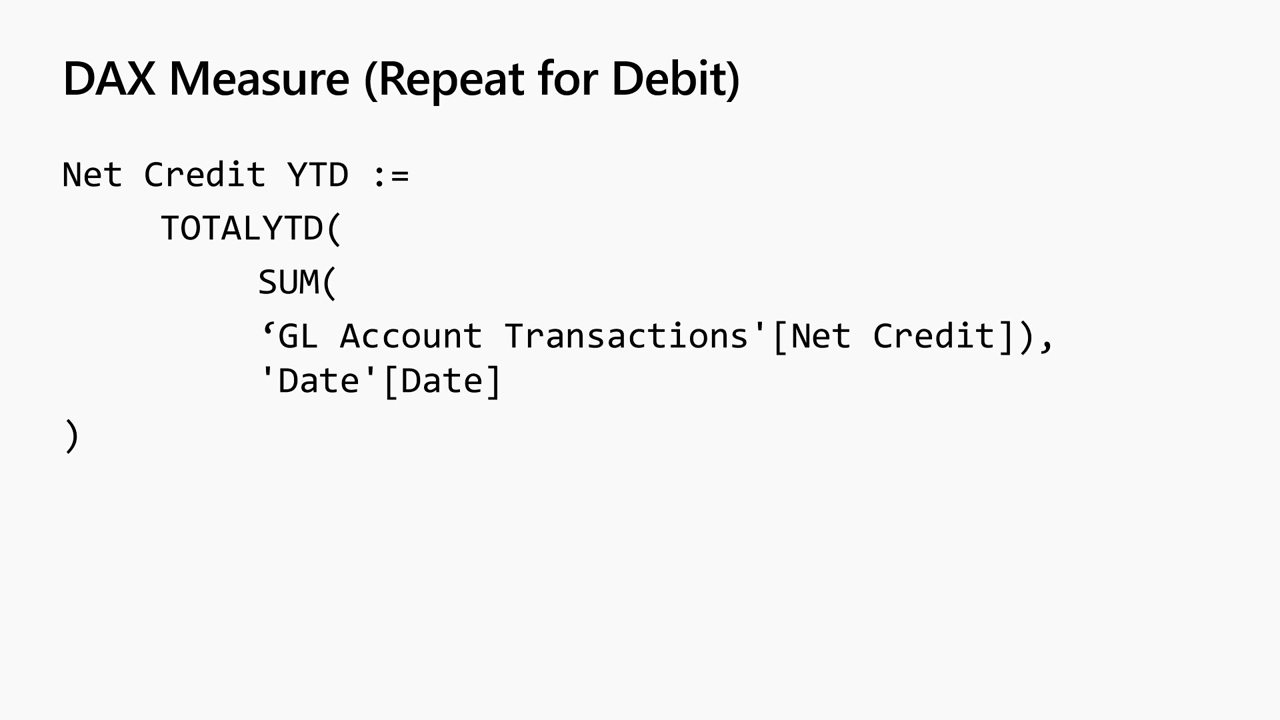 DAX Measure (Repeat for Debit)
Net Credit YTD :=
TOTALYTD(
SUM(
‘GL Account Transactions'[Net Credit]),
'Date'[Date]
)